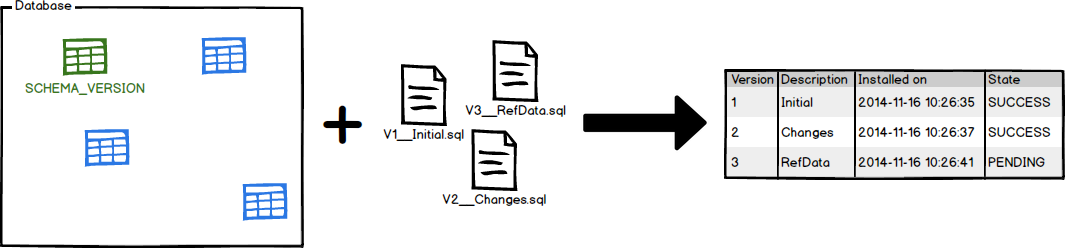 Database
SCHEMA_VERSION
V3__RefData.sql
V1__Initial.sql
V2__Changes.sql
Version Description Installed on State
1 Initial 2014-11-16 10:26:35 SUCCESS
2 Changes 2014-11-16 10:26:37 SUCCESS
3 RefData 2014-11-16 10:26:41 PENDING